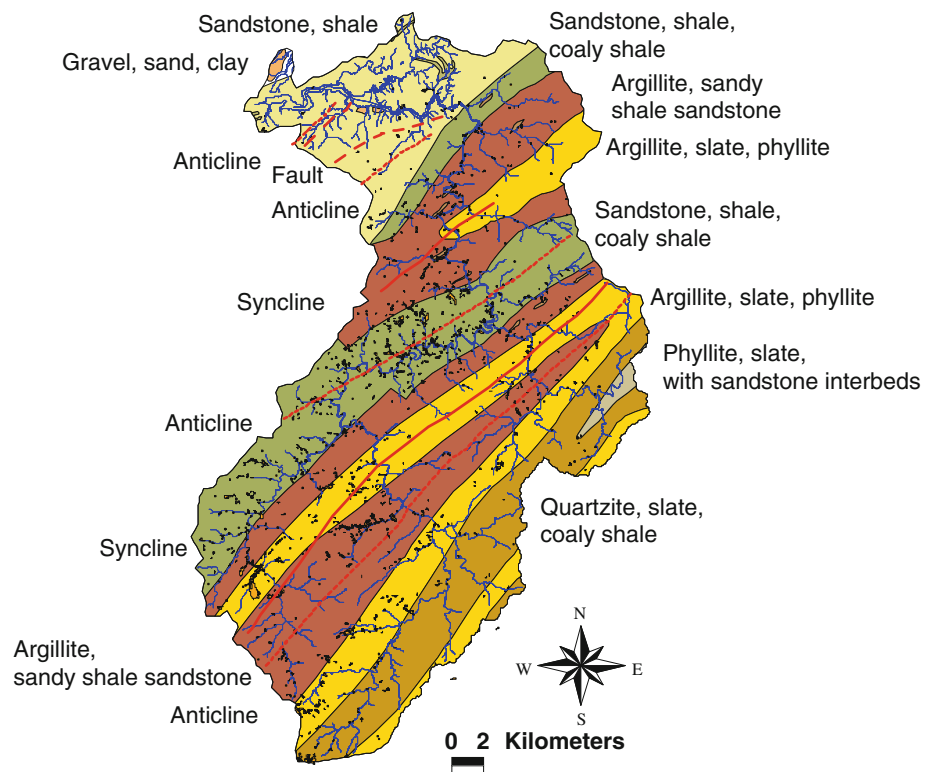 Sandstone, shale
Sandstone, shale,
coaly shale
Gravel, sand, clay
Argillite, sandy
shale sandstone
Argillite, slate, phyllite
Anticline
Fault
Anticline
Sandstone, shale,
coaly shale
Syncline
Argillite, slate, phyllite
Phyllite, slate,
with sandstone interbeds
Anticline
Quartzite, slate,
coaly shale
Syncline
Argillite,
sandy shale sandstone
Anticline
N
W
E
S
0 2 Kilometers